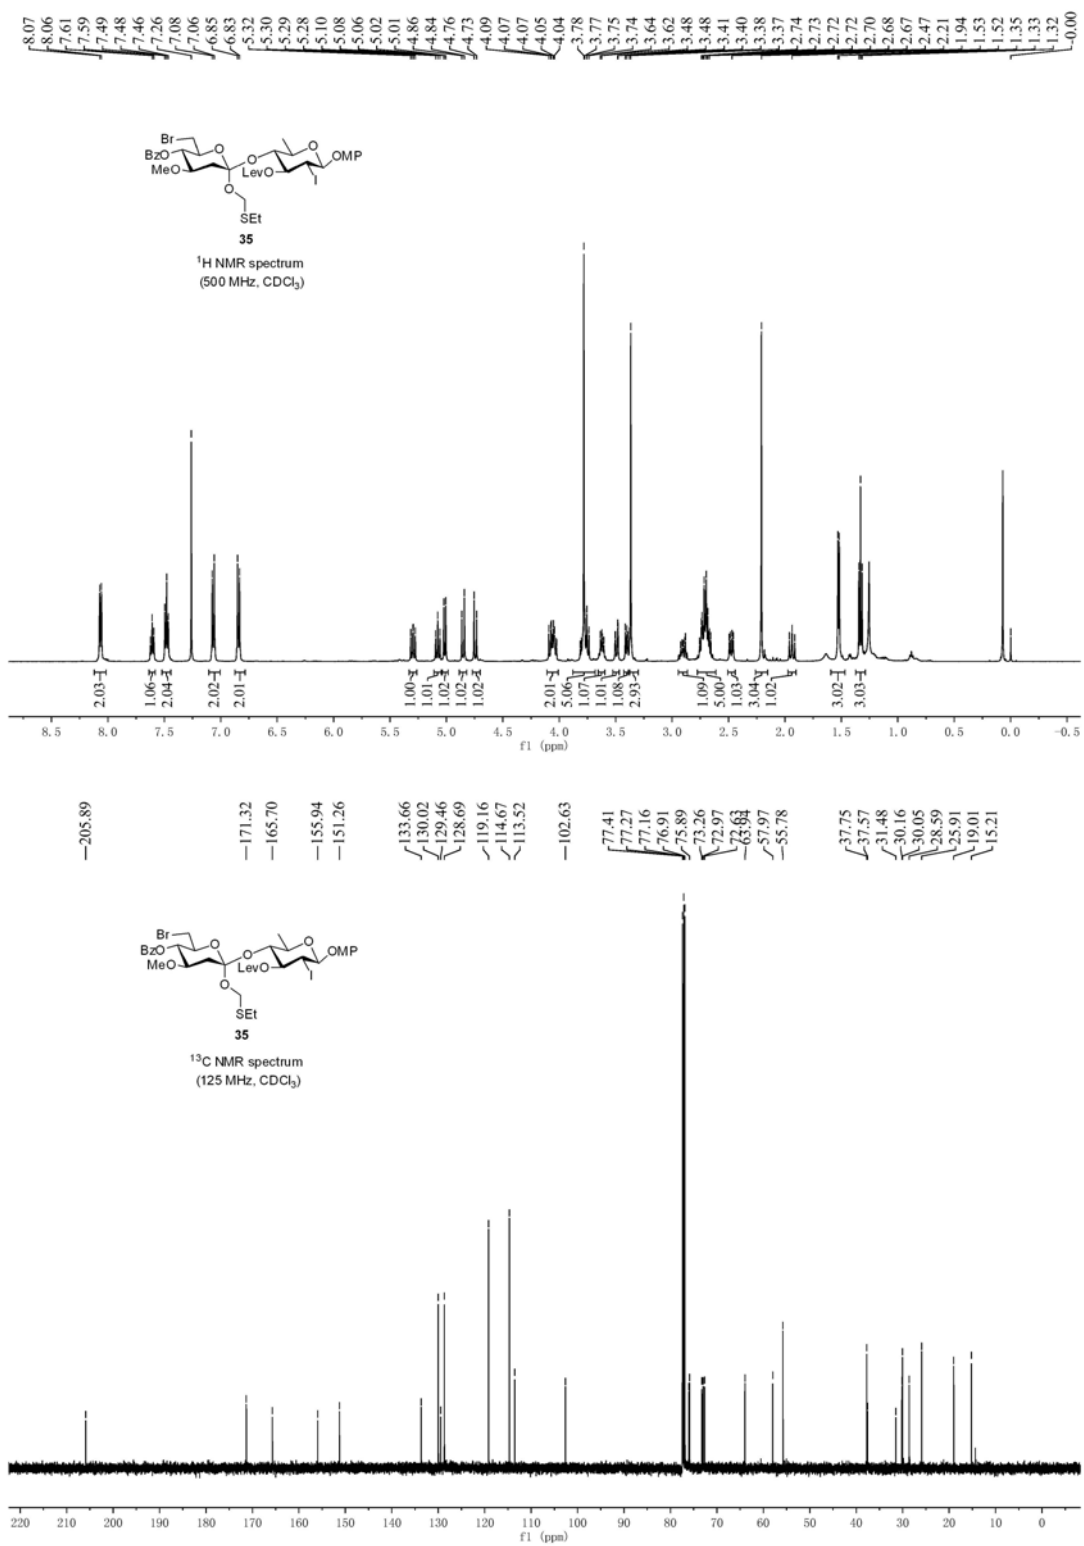 8.07 8.06 7.61 7.59 7.49 7.48 7.46 7.26 7.08 7.06 6.85 6.83 5.32 5.30 5.29 5.28 5.10 5.08 5.06 5.02 5.01 4.86 4.84 4.76 4.73 4.09 4.07 4.07 4.05 4.04 3.78 3.77 3.75 3.74 3.64 3.62 3.48 3.48 3.41 3.40 3.38 3.37 2.74 2.73 2.72 2.72 2.70 2.68 2.67 2.47 2.21 1.94 1.53 1.52 1.35 1.33 1.32 -0.00
Br
BzO
MeO
O
O
O
LevO
I
OMP
O
SEt
35
¹H NMR spectrum
(500 MHz, CDCl₃)
2.03 1.06 2.04 2.02 2.01 1.00 1.01 1.02 1.02 1.02 2.01 5.06 1.07 1.01 1.08 2.93 1.09 5.00 1.03 3.04 1.02 3.02 3.03
8.5 8.0 7.5 7.0 6.5 6.0 5.5 5.0 4.5 4.0 3.5 3.0 2.5 2.0 1.5 1.0 0.5 0.0 -0.5
f1 (ppm)
205.89 171.32 165.70 155.94 151.26 133.66 130.02 129.46 128.69 119.16 114.67 113.52 102.63 77.41 77.27 77.16 76.91 75.89 73.26 72.97 72.63 63.94 57.97 55.78 37.75 37.57 31.48 30.16 30.05 28.59 25.91 19.01 15.21
Br
BzO
MeO
O
O
O
LevO
I
OMP
O
SEt
35
¹³C NMR spectrum
(125 MHz, CDCl₃)
220 210 200 190 180 170 160 150 140 130 120 110 100 90 80 70 60 50 40 30 20 10 0
f1 (ppm)